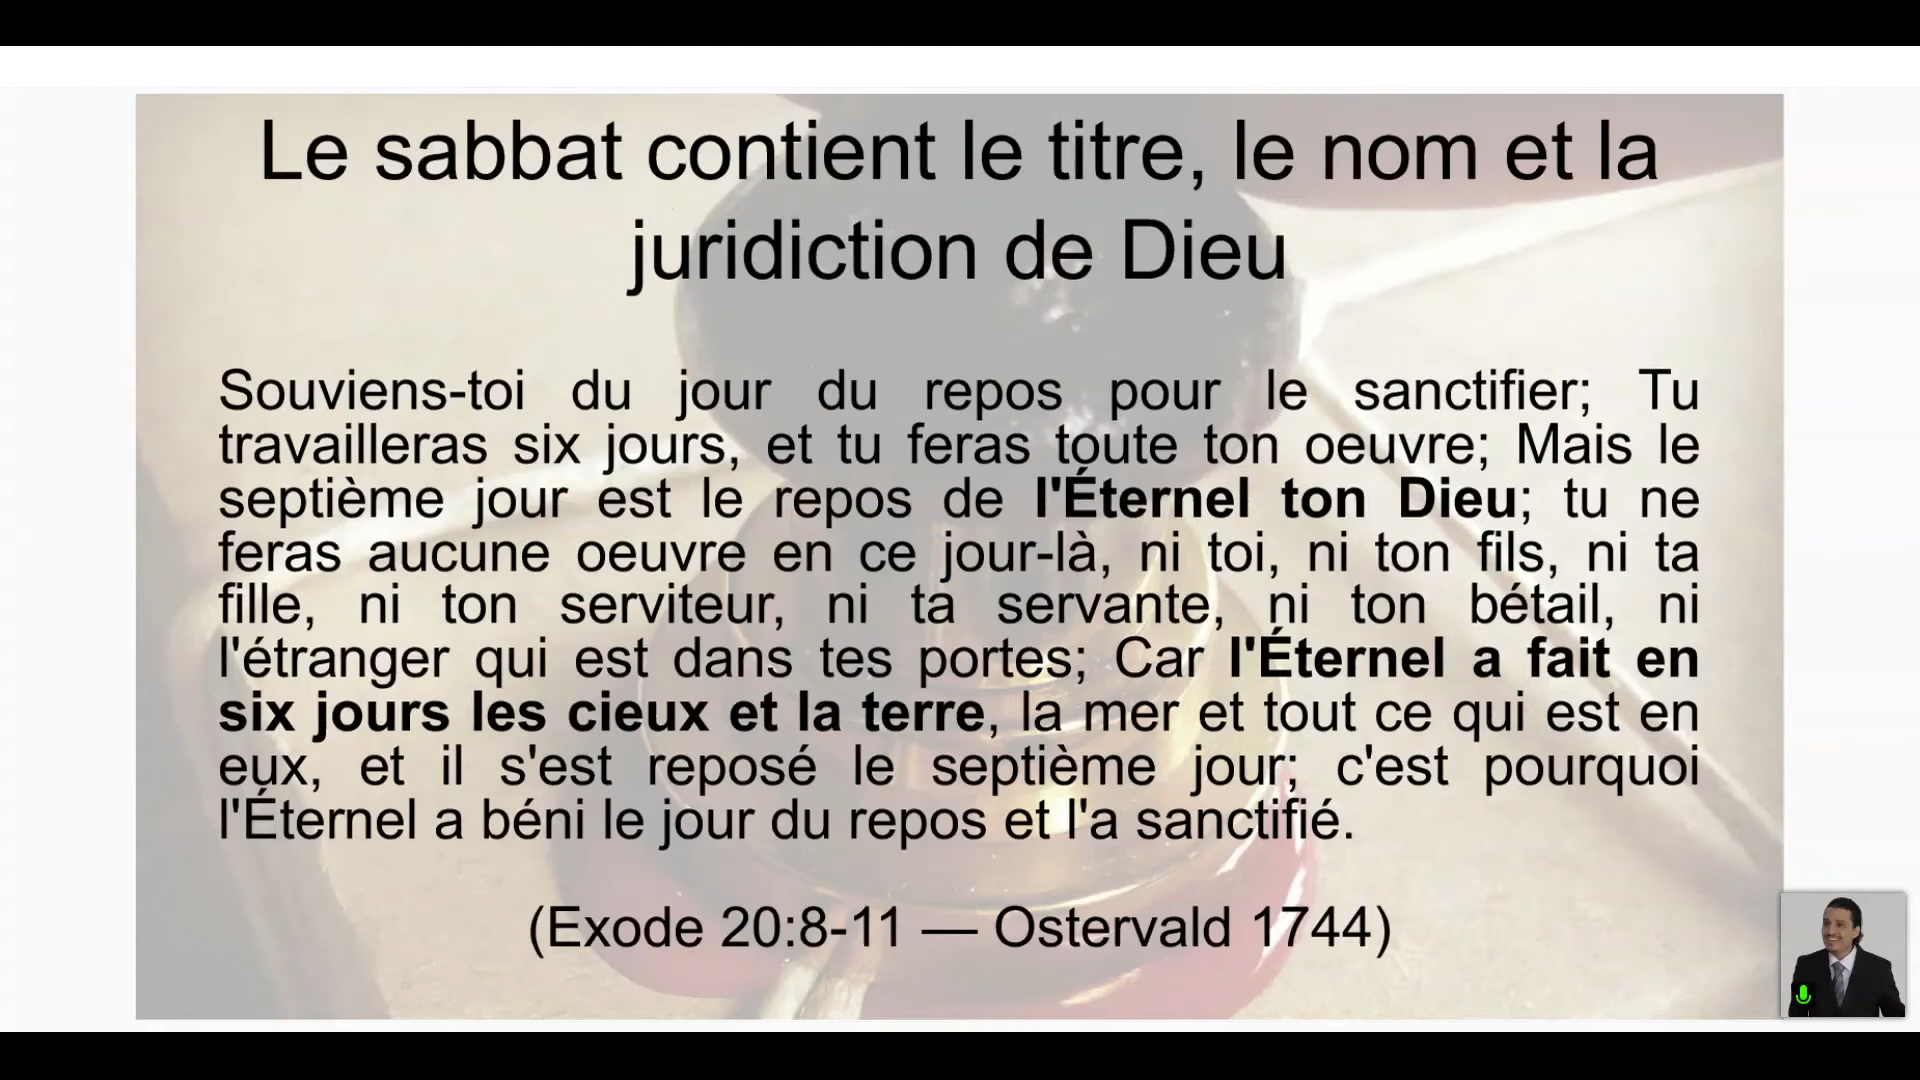 Le sabbat contient le titre, le nom et la
juridiction de Dieu
Souviens-toi du jour du repos pour le sanctifier; Tu
travailleras six jours, et tu feras toute ton oeuvre; Mais le
septième jour est le repos de l'Éternel ton Dieu; tu ne
feras aucune oeuvre en ce jour-là, ni toi, ni ton fils, ni ta
fille, ni ton serviteur, ni ta servante, ni ton bétail, ni
l'étranger qui est dans tes portes; Car l'Éternel a fait en
six jours les cieux et la terre, la mer et tout ce qui est en
eux, et il s'est reposé le septième jour; c'est pourquoi
l'Éternel a béni le jour du repos et l'a sanctifié.
(Exode 20:8-11 — Ostervald 1744)